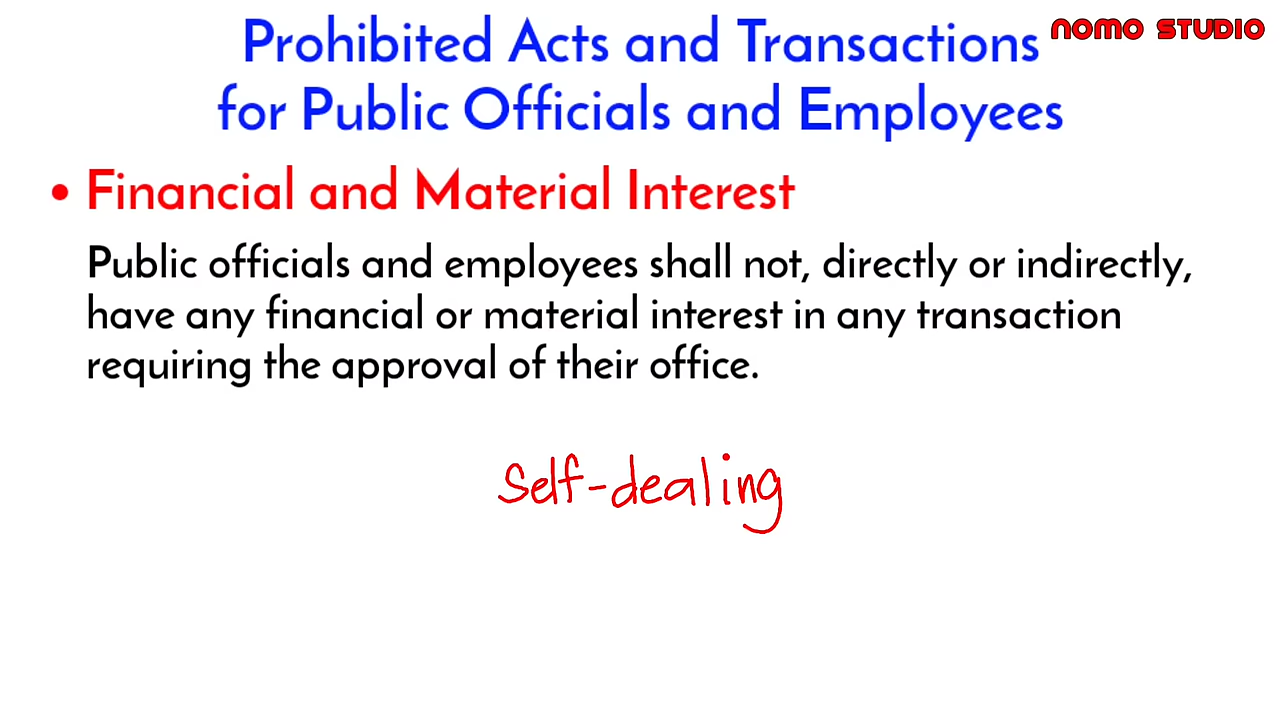 Prohibited Acts and Transactions
NOMO STUDIO
for Public Officials and Employees
• Financial and Material Interest
Public officials and employees shall not, directly or indirectly,
have any financial or material interest in any transaction
requiring the approval of their office.
Self-dealing